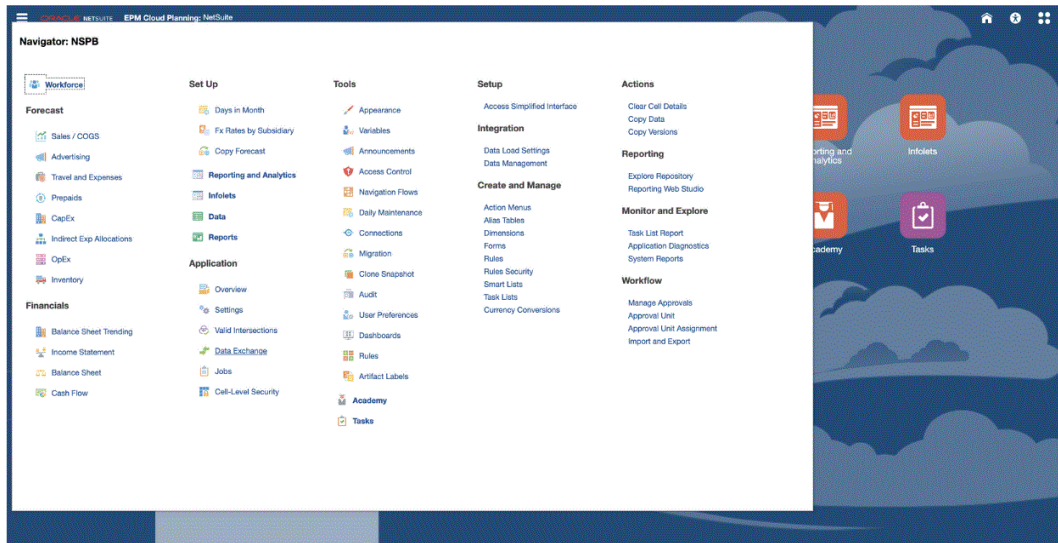 ORACLE NETSUITE EPM Cloud Planning: NetSuite
Navigator: NSPB
Workforce
Forecast
Sales / COGS
Advertising
Travel and Expenses
Prepaids
CapEx
Indirect Exp Allocations
OpEx
Inventory
Financials
Balance Sheet Trending
Income Statement
Balance Sheet
Cash Flow
Set Up
Days in Month
Fx Rates by Subsidiary
Copy Forecast
Reporting and Analytics
Infolets
Data
Reports
Application
Overview
Settings
Valid Intersections
Data Exchange
Jobs
Cell-Level Security
Tools
Appearance
Variables
Announcements
Access Control
Navigation Flows
Daily Maintenance
Connections
Migration
Clone Snapshot
Audit
User Preferences
Dashboards
Rules
Artifact Labels
Academy
Tasks
Setup
Access Simplified Interface
Integration
Data Load Settings
Data Management
Create and Manage
Action Menus
Alias Tables
Dimensions
Forms
Rules
Rules Security
Smart Lists
Task Lists
Currency Conversions
Actions
Clear Cell Details
Copy Data
Copy Versions
Reporting
Explore Repository
Reporting Web Studio
Monitor and Explore
Task List Report
Application Diagnostics
System Reports
Workflow
Manage Approvals
Approval Unit
Approval Unit Assignment
Import and Export
orting and
nalytics
Infolets
cademy
Tasks